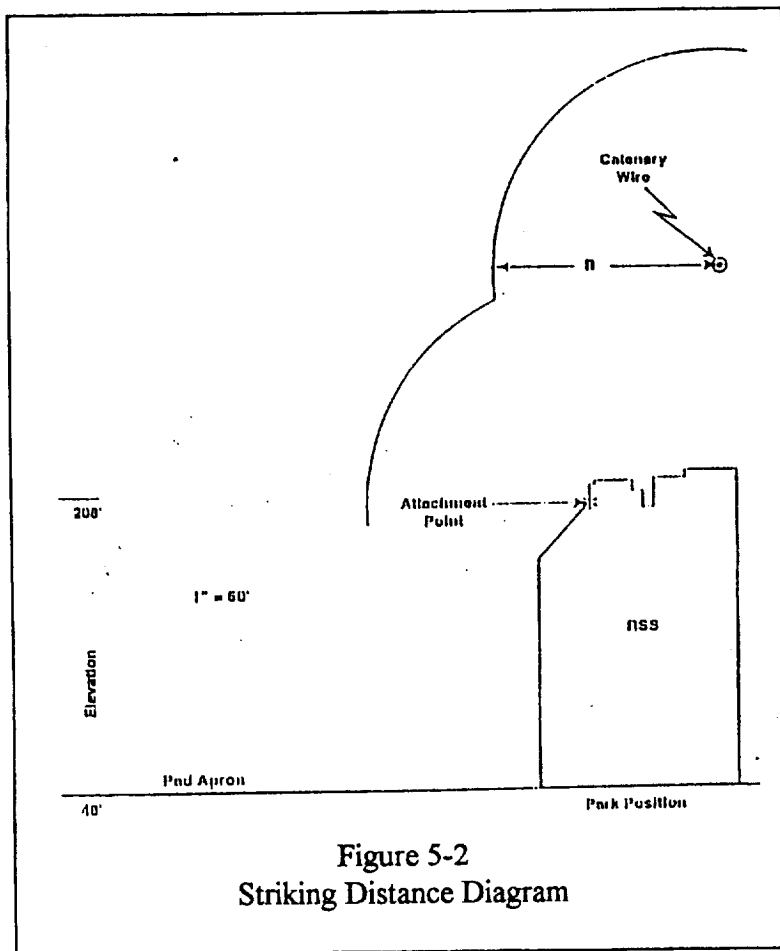 Catenary
Wire
R
Attachment
Point
208'
1" = 60'
RSS
Elevation
Pad Apron
40'
Park Position
Figure 5-2
Striking Distance Diagram